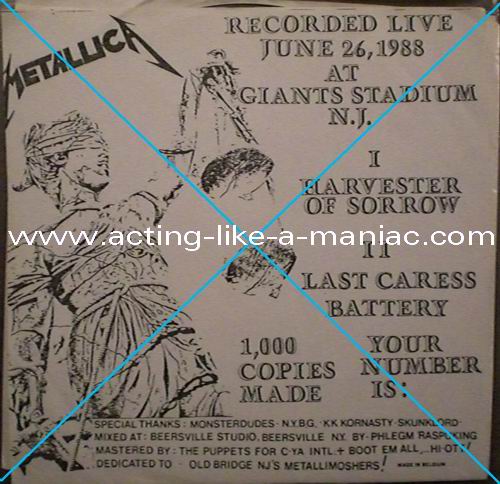 METALLICA
RECORDED LIVE
JUNE 26, 1988
AT
GIANTS STADIUM
N.J.
I
HARVESTER
OF SORROW
www.acting-like-a-maniac.com
II
LAST CARESS
BATTERY
1,000
COPIES
MADE
YOUR
NUMBER
IS:
SPECIAL THANKS: MONSTERDUDES · N.Y.B.G. · K.K KORNASTY · SKUNKLORD ·
MIXED AT: BEERSVILLE STUDIO. BEERSVILLE N.Y. BY · PHLEGM RASPUKING
MASTERED BY: THE PUPPETS FOR C-YA INTL. + BOOT EM ALL,..HI-OTY!
DEDICATED TO · OLD BRIDGE NJ'S METALLIMOSHERS!
MADE IN BELGIUM